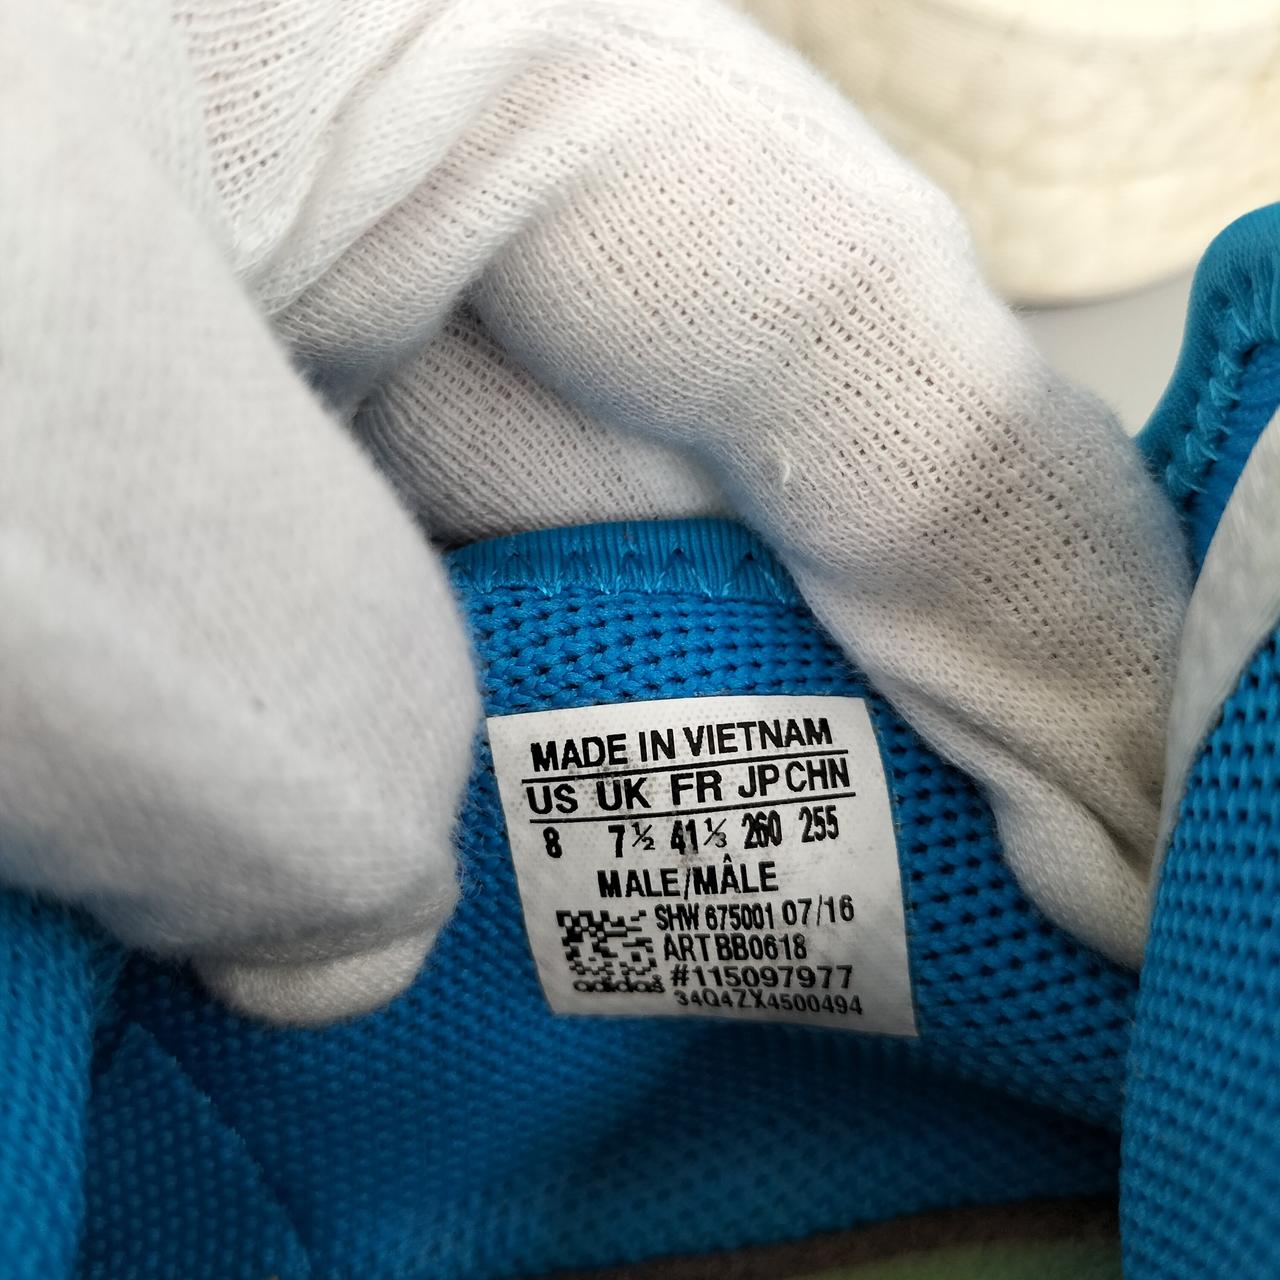 MADE IN VIETNAM
US UK FR JP CHN
8 7½ 41⅓ 260 255
MALE/MÂLE
SHW 675001 07/16
ART BB0618
#115097977
adidas 34Q4ZX4500494